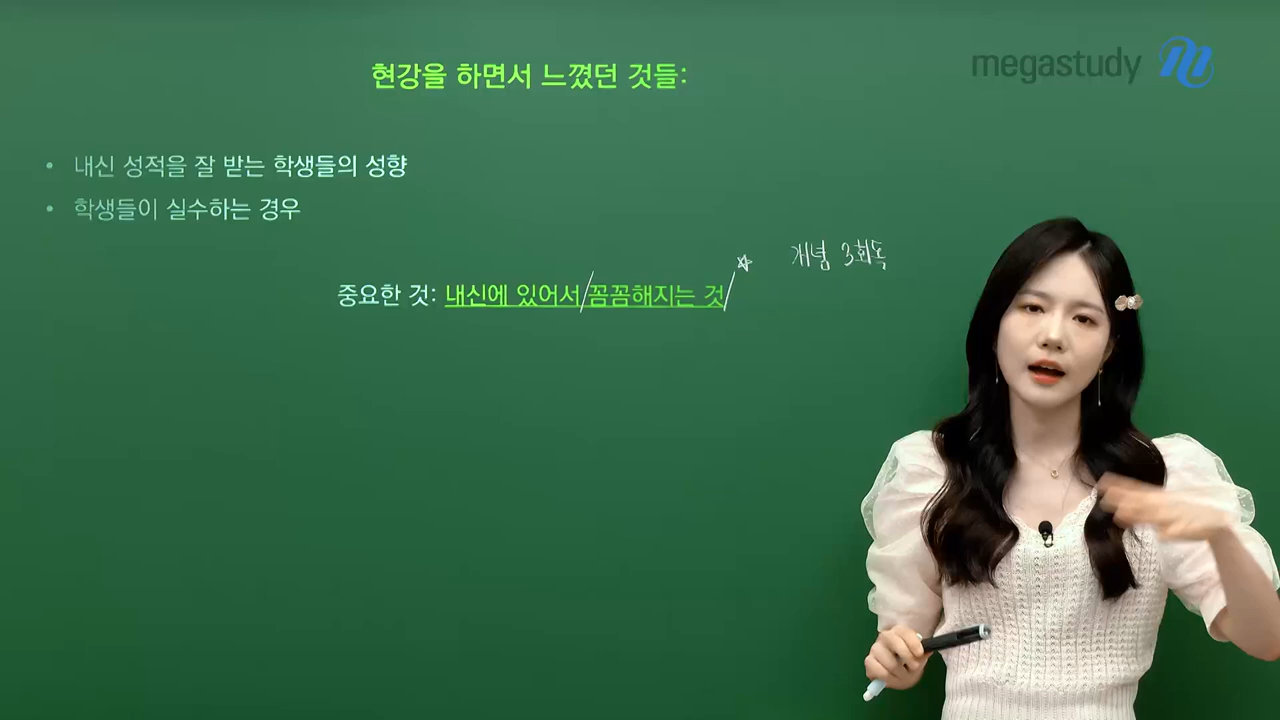 현강을 하면서 느꼈던 것들:
megastudy
• 내신 성적을 잘 받는 학생들의 성향
• 학생들이 실수하는 경우
개념 3회독
중요한 것: 내신에 있어서/꼼꼼해지는 것/